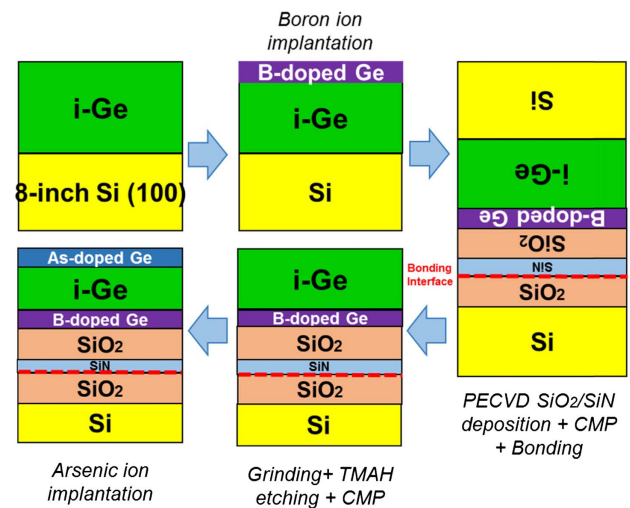 Boron ion
implantation
i-Ge
8-inch Si (100)
B-doped Ge
i-Ge
Si
Si
i-Ge
B-doped Ge
SiO₂
SiN
SiO₂
Si
PECVD SiO₂/SiN
deposition + CMP
+ Bonding
Bonding
Interface
i-Ge
B-doped Ge
SiO₂
SiN
SiO₂
Si
Grinding+ TMAH
etching + CMP
As-doped Ge
i-Ge
B-doped Ge
SiO₂
SiN
SiO₂
Si
Arsenic ion
implantation